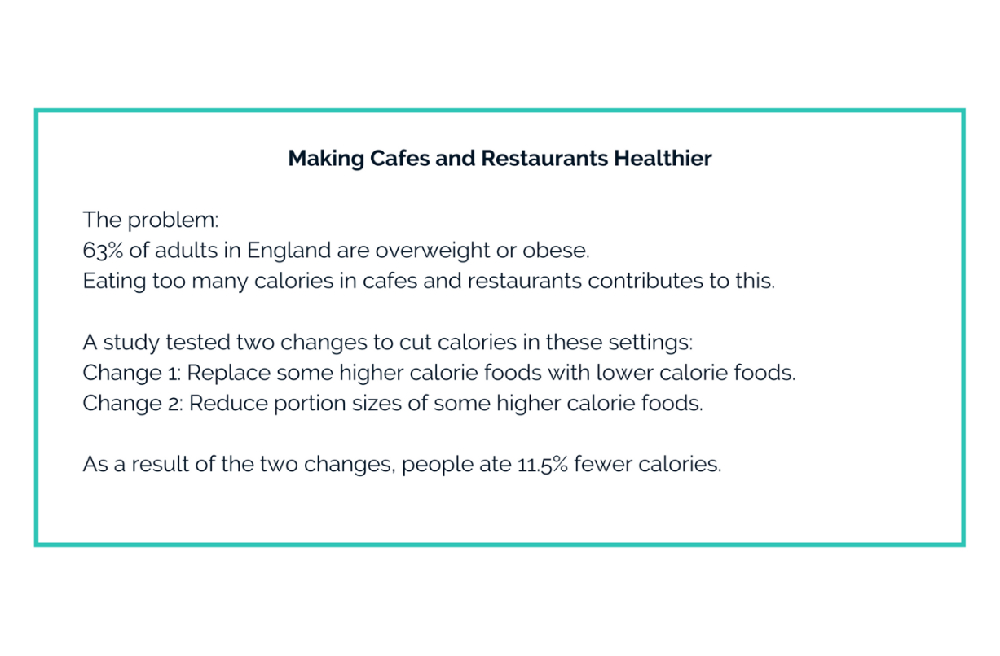 Making Cafes and Restaurants Healthier
The problem:
63% of adults in England are overweight or obese.
Eating too many calories in cafes and restaurants contributes to this.
A study tested two changes to cut calories in these settings:
Change 1: Replace some higher calorie foods with lower calorie foods.
Change 2: Reduce portion sizes of some higher calorie foods.
As a result of the two changes, people ate 11.5% fewer calories.